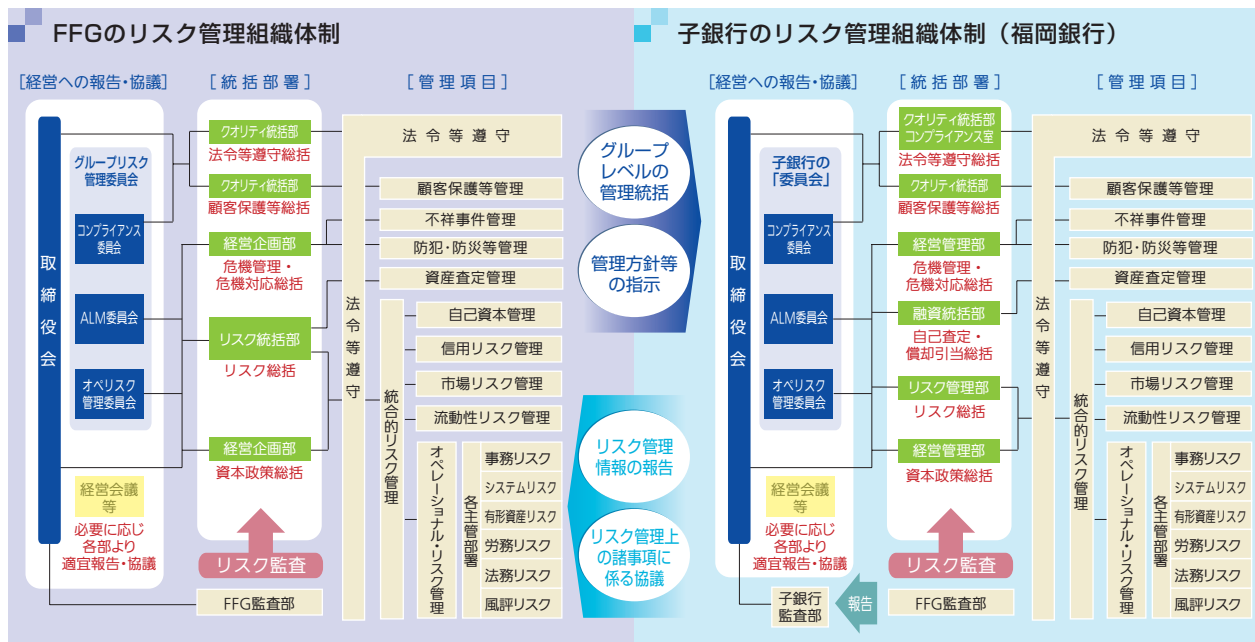 FFGのリスク管理組織体制
［経営への報告・協議］
［統括部署］
［管理項目］
取締役会
グループリスク
管理委員会
コンプライアンス
委員会
ALM委員会
オペリスク
管理委員会
経営会議
等
必要に応じ
各部より
適宜報告・協議
クオリティ統括部
法令等遵守総括
クオリティ統括部
顧客保護等総括
経営企画部
危機管理・
危機対応総括
リスク統括部
リスク総括
経営企画部
資本政策総括
リスク監査
FFG監査部
法令等遵守
法令等遵守
顧客保護等管理
不祥事件管理
防犯・防災等管理
資産査定管理
統合的リスク管理
自己資本管理
信用リスク管理
市場リスク管理
流動性リスク管理
オペレーショナル・リスク管理
各主管部署
事務リスク
システムリスク
有形資産リスク
労務リスク
法務リスク
風評リスク
グループ
レベルの
管理統括
管理方針等
の指示
リスク管理
情報の報告
リスク管理上
の諸事項に
係る協議
子銀行のリスク管理組織体制（福岡銀行）
［経営への報告・協議］
［統括部署］
［管理項目］
取締役会
子銀行の
「委員会」
コンプライアンス
委員会
ALM委員会
オペリスク
管理委員会
経営会議
等
必要に応じ
各部より
適宜報告・協議
子銀行
監査部
報告
クオリティ統括部
コンプライアンス室
法令等遵守総括
クオリティ統括部
顧客保護等総括
経営管理部
危機管理・
危機対応総括
融資統括部
自己査定・
償却引当総括
リスク管理部
リスク総括
経営管理部
資本政策総括
リスク監査
FFG監査部
法令等遵守
法令等遵守
顧客保護等管理
不祥事件管理
防犯・防災等管理
資産査定管理
統合的リスク管理
自己資本管理
信用リスク管理
市場リスク管理
流動性リスク管理
オペレーショナル・リスク管理
各主管部署
事務リスク
システムリスク
有形資産リスク
労務リスク
法務リスク
風評リスク